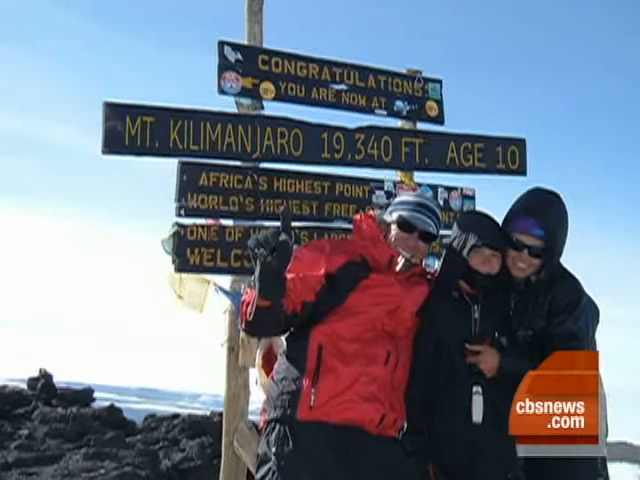 CONGRATULATIONS
YOU ARE NOW AT
MT. KILIMANJARO 19,340 FT. AGE 10
AFRICA'S HIGHEST POINT
WORLD'S HIGHEST FREE
ONE OF
WELCO
cbsnews
.com